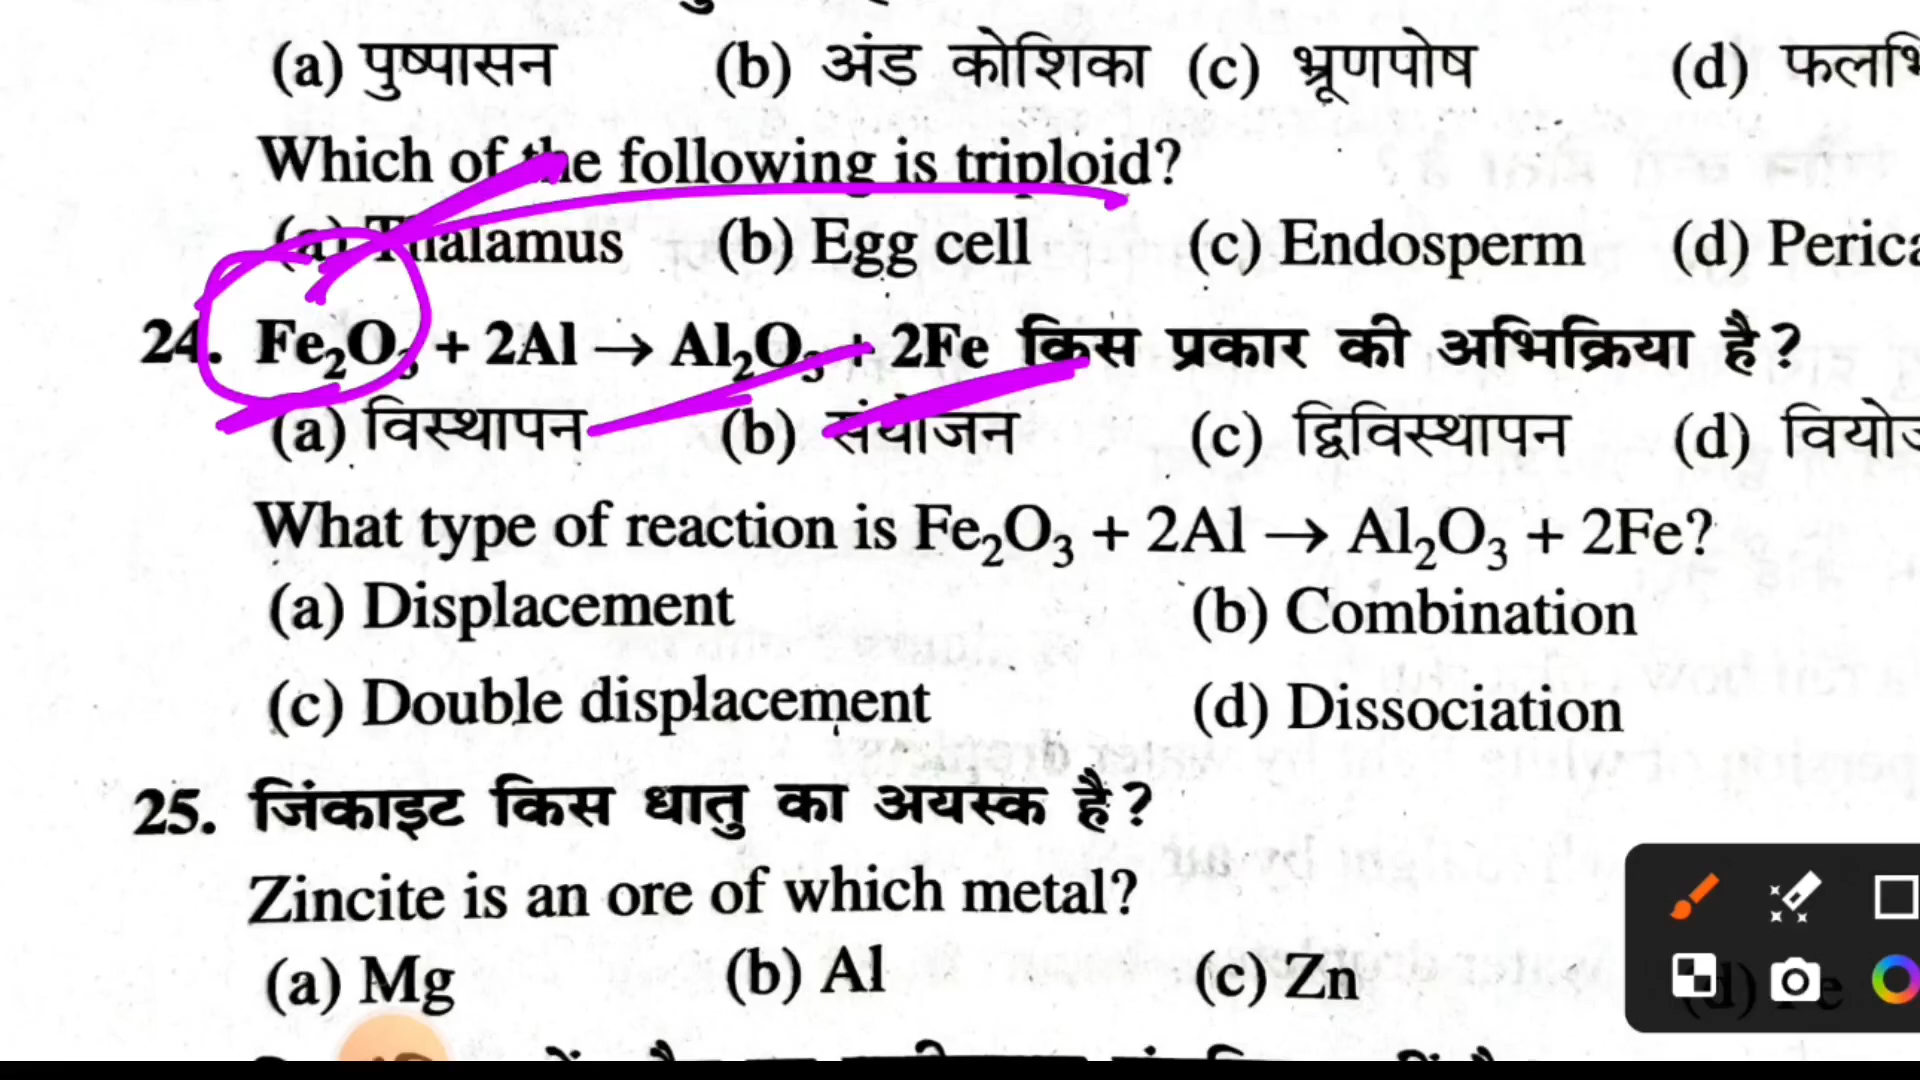 (a) पुष्पासन (b) अंड कोशिका (c) भ्रूणपोष (d)
Which of the following is triploid?
(a) Thalamus (b) Egg cell (c) Endosperm (d)
24. Fe₂O₃ + 2Al → Al₂O₃ + 2Fe किस प्रकार की अभिक्रिया है?
(a) विस्थापन (b) संयोजन (c) द्विविस्थापन (d)
What type of reaction is Fe₂O₃ + 2Al → Al₂O₃ + 2Fe?
(a) Displacement (b) Combination
(c) Double displacement (d) Dissociation
25. जिंकाइट किस धातु का अयस्क है?
Zincite is an ore of which metal?
(a) Mg (b) Al (c) Zn (d)